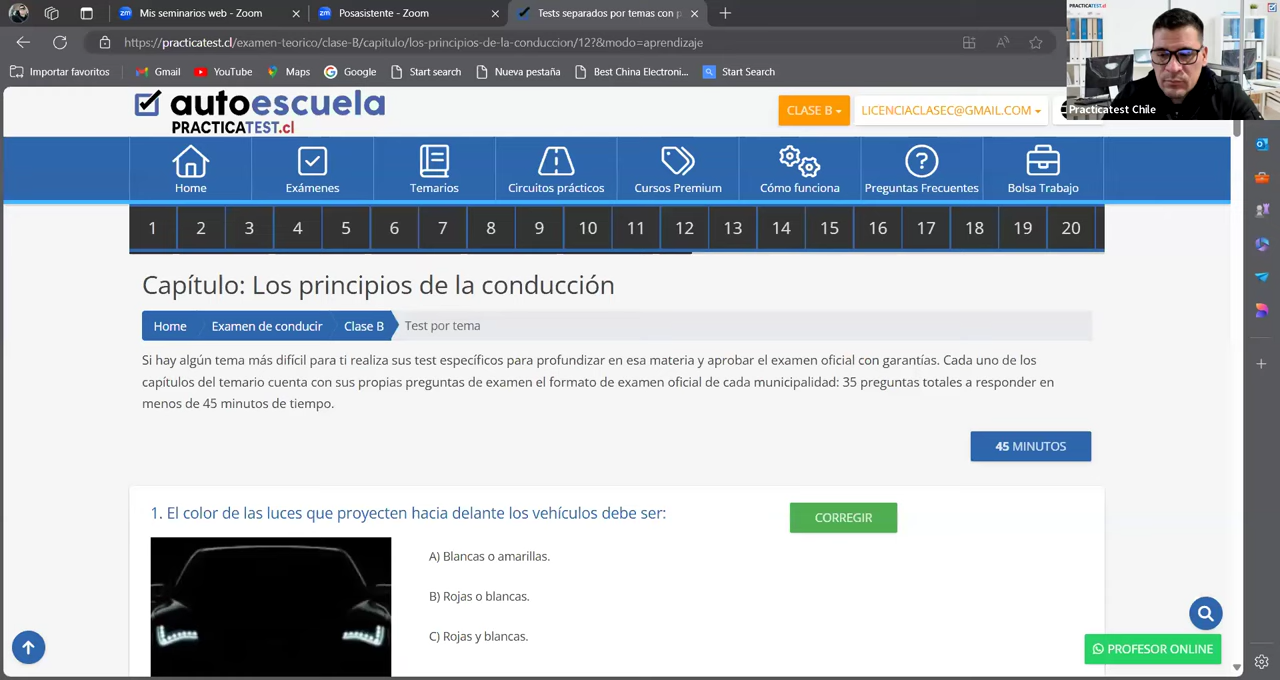 Mis seminarios web - Zoom
Posasistente - Zoom
Tests separados por temas con p
https://practicatest.cl/examen-teorico/clase-B/capitulo/los-principios-de-la-conduccion/12?&modo=aprendizaje
Importar favoritos
Gmail
YouTube
Maps
Google
Start search
Nueva pestaña
Best China Electroni...
Start Search
PRACTICATEST.cl
Practicatest Chile
autoescuela
PRACTICATEST.cl
CLASE B
LICENCIACLASEC@GMAIL.COM
Home
Exámenes
Temarios
Circuitos prácticos
Cursos Premium
Cómo funciona
Preguntas Frecuentes
Bolsa Trabajo
1 2 3 4 5 6 7 8 9 10 11 12 13 14 15 16 17 18 19 20
Capítulo: Los principios de la conducción
Home Examen de conducir Clase B Test por tema
Si hay algún tema más difícil para ti realiza sus test específicos para profundizar en esa materia y aprobar el examen oficial con garantías. Cada uno de los
capítulos del temario cuenta con sus propias preguntas de examen el formato de examen oficial de cada municipalidad: 35 preguntas totales a responder en
menos de 45 minutos de tiempo.
45 MINUTOS
1. El color de las luces que proyecten hacia delante los vehículos debe ser:
CORREGIR
A) Blancas o amarillas.
B) Rojas o blancas.
C) Rojas y blancas.
PROFESOR ONLINE